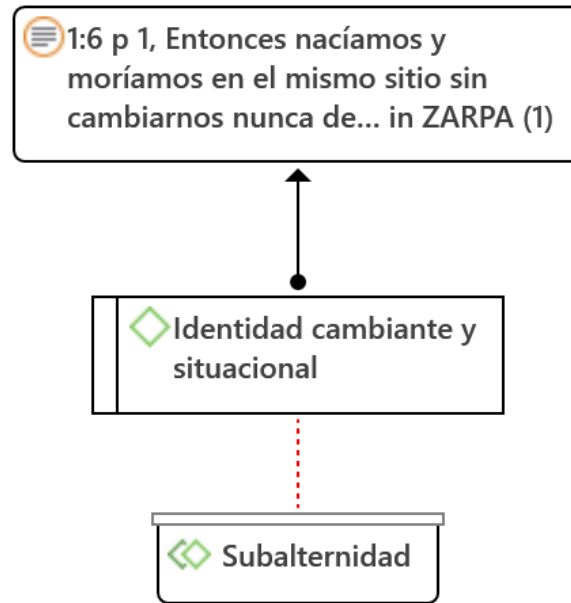 1:6 p 1, Entonces nacíamos y
moríamos en el mismo sitio sin
cambiarnos nunca de... in ZARPA (1)
Identidad cambiante y
situacional
Subalternidad